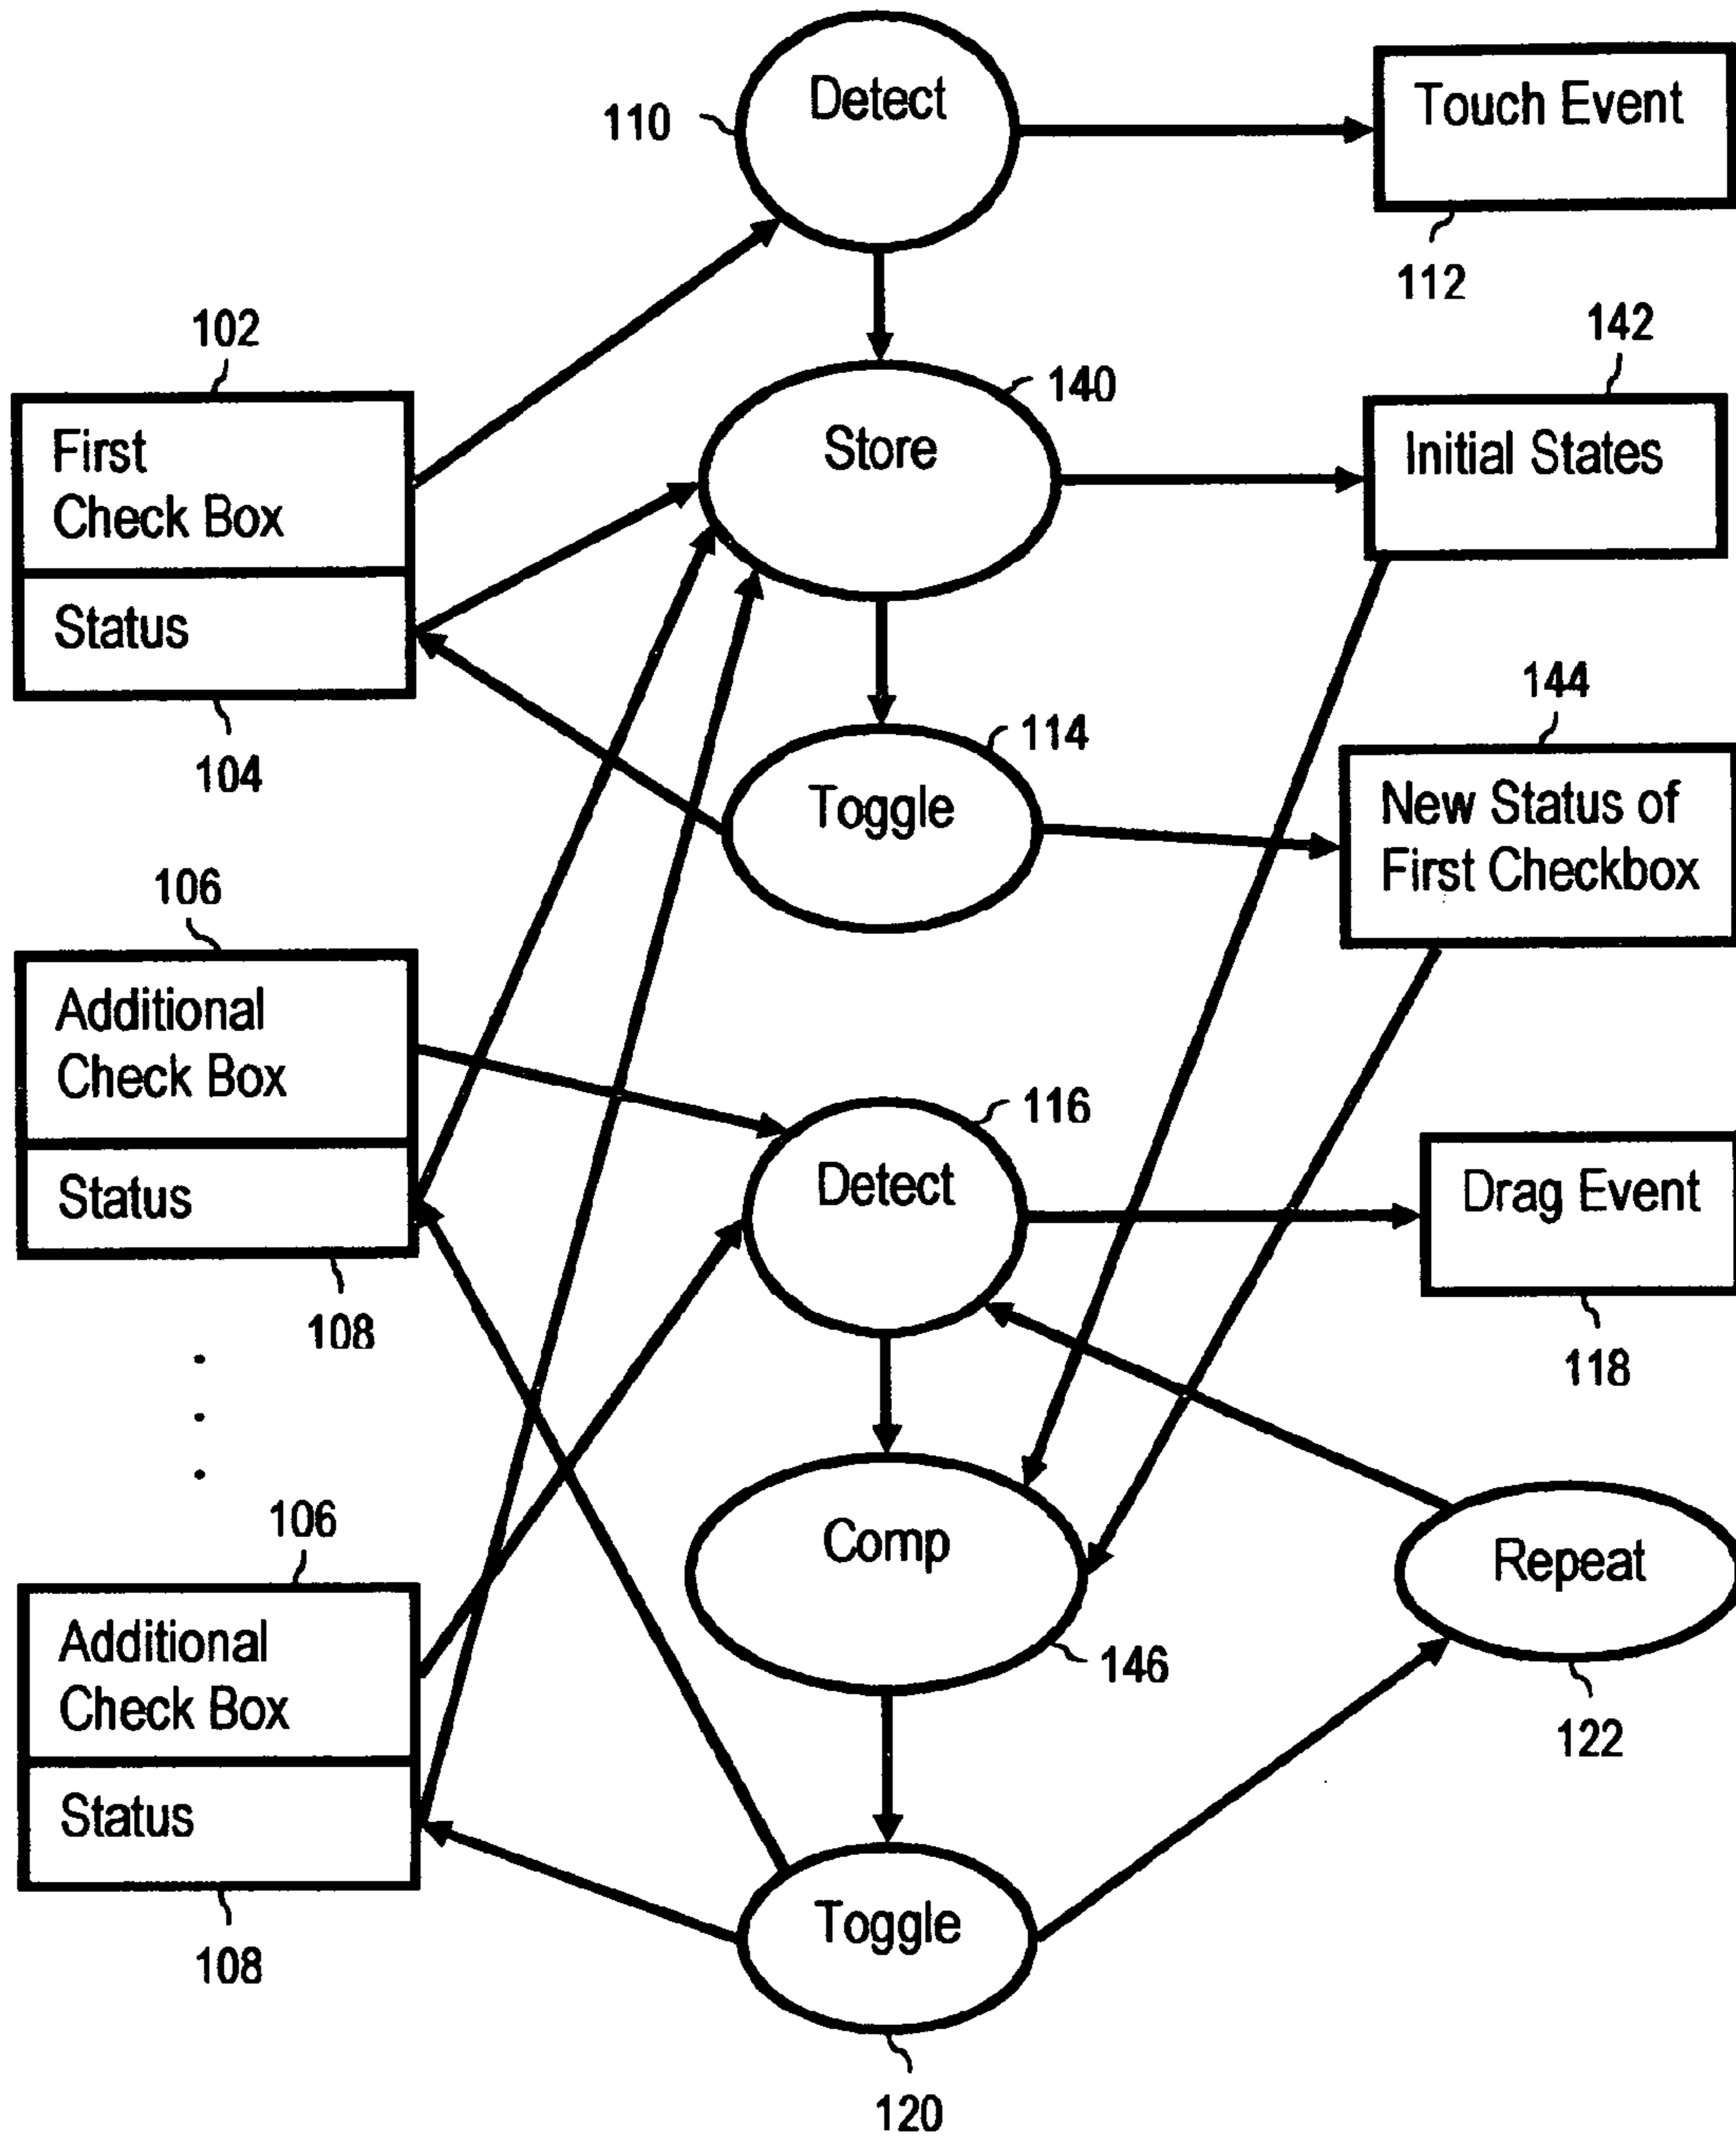 Detect
110
Touch Event
112
102
First
Check Box
Status
104
140
Store
142
Initial States
114
Toggle
144
New Status of
First Checkbox
106
Additional
Check Box
Status
108
116
Detect
Drag Event
118
106
Additional
Check Box
Status
108
Comp
146
Repeat
122
Toggle
120